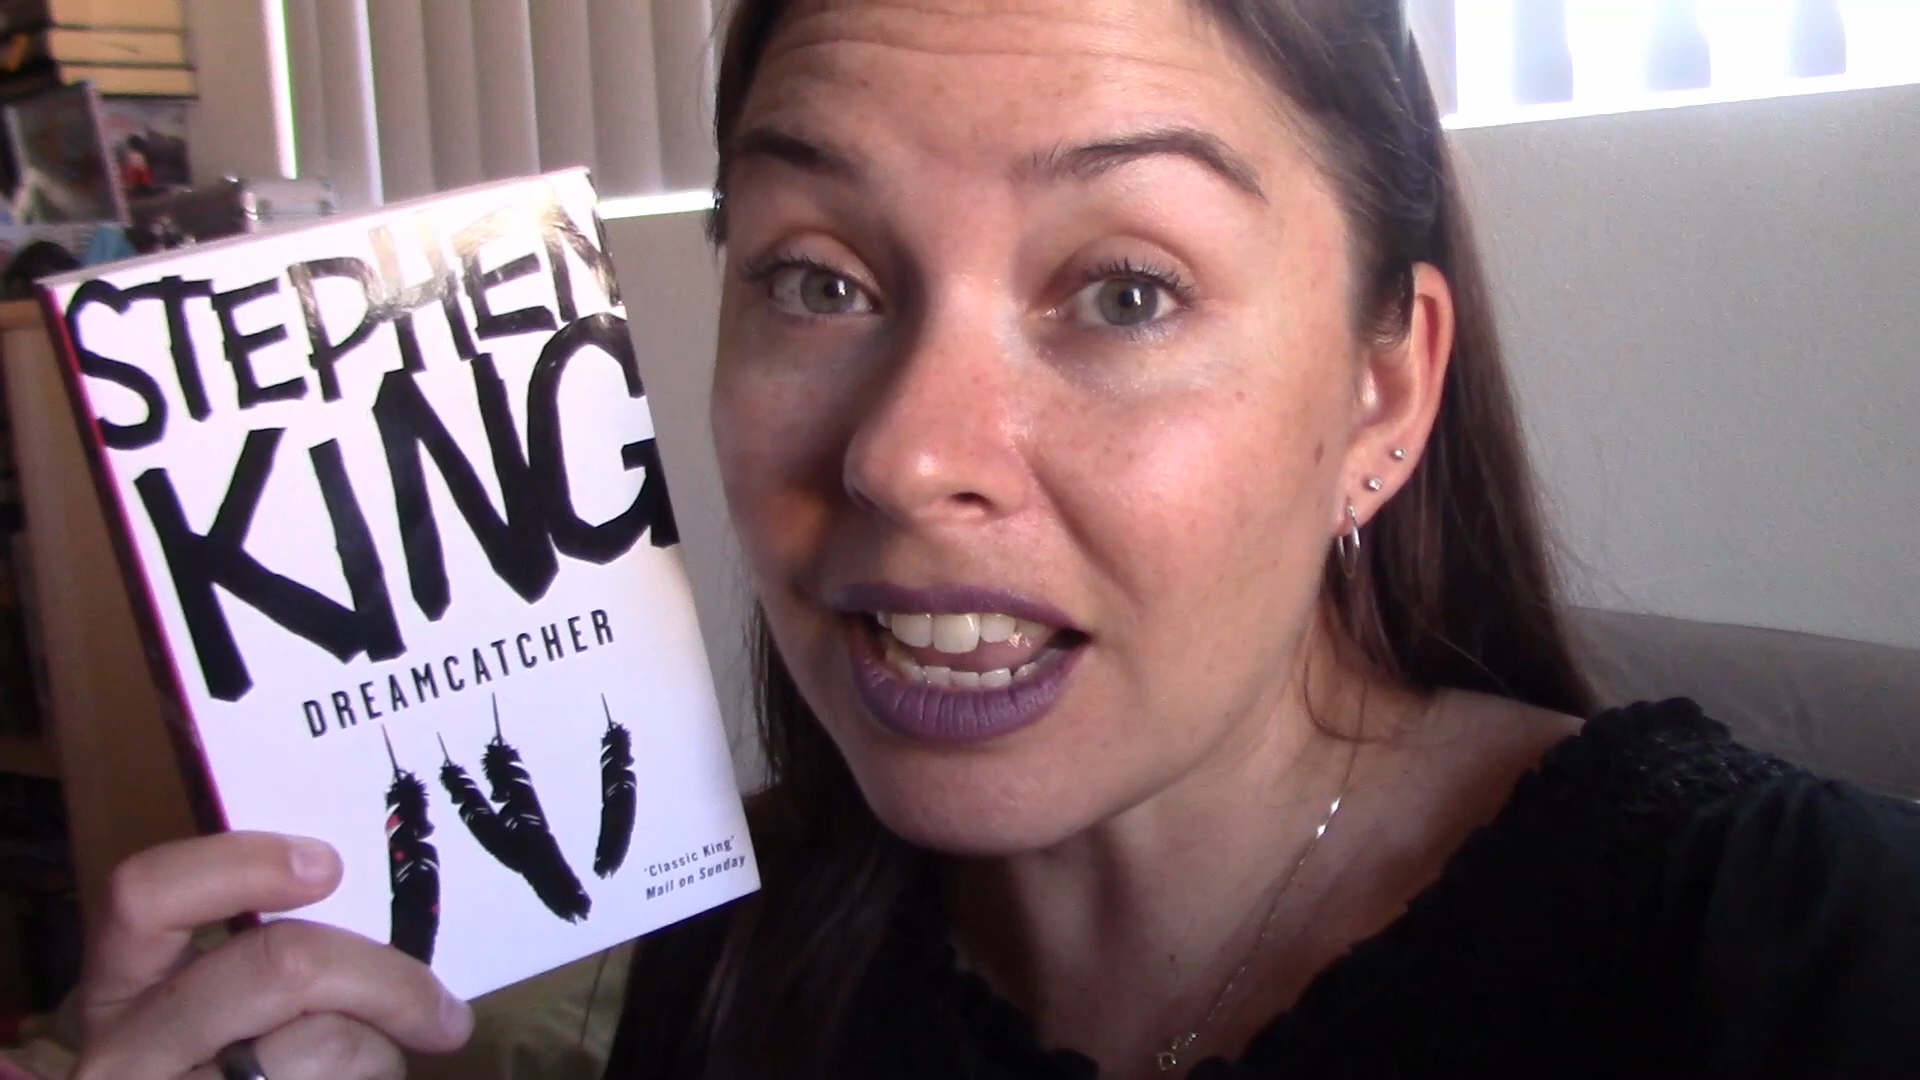 STEPHEN
KING
DREAMCATCHER
'Classic King'
Mail on Sunday